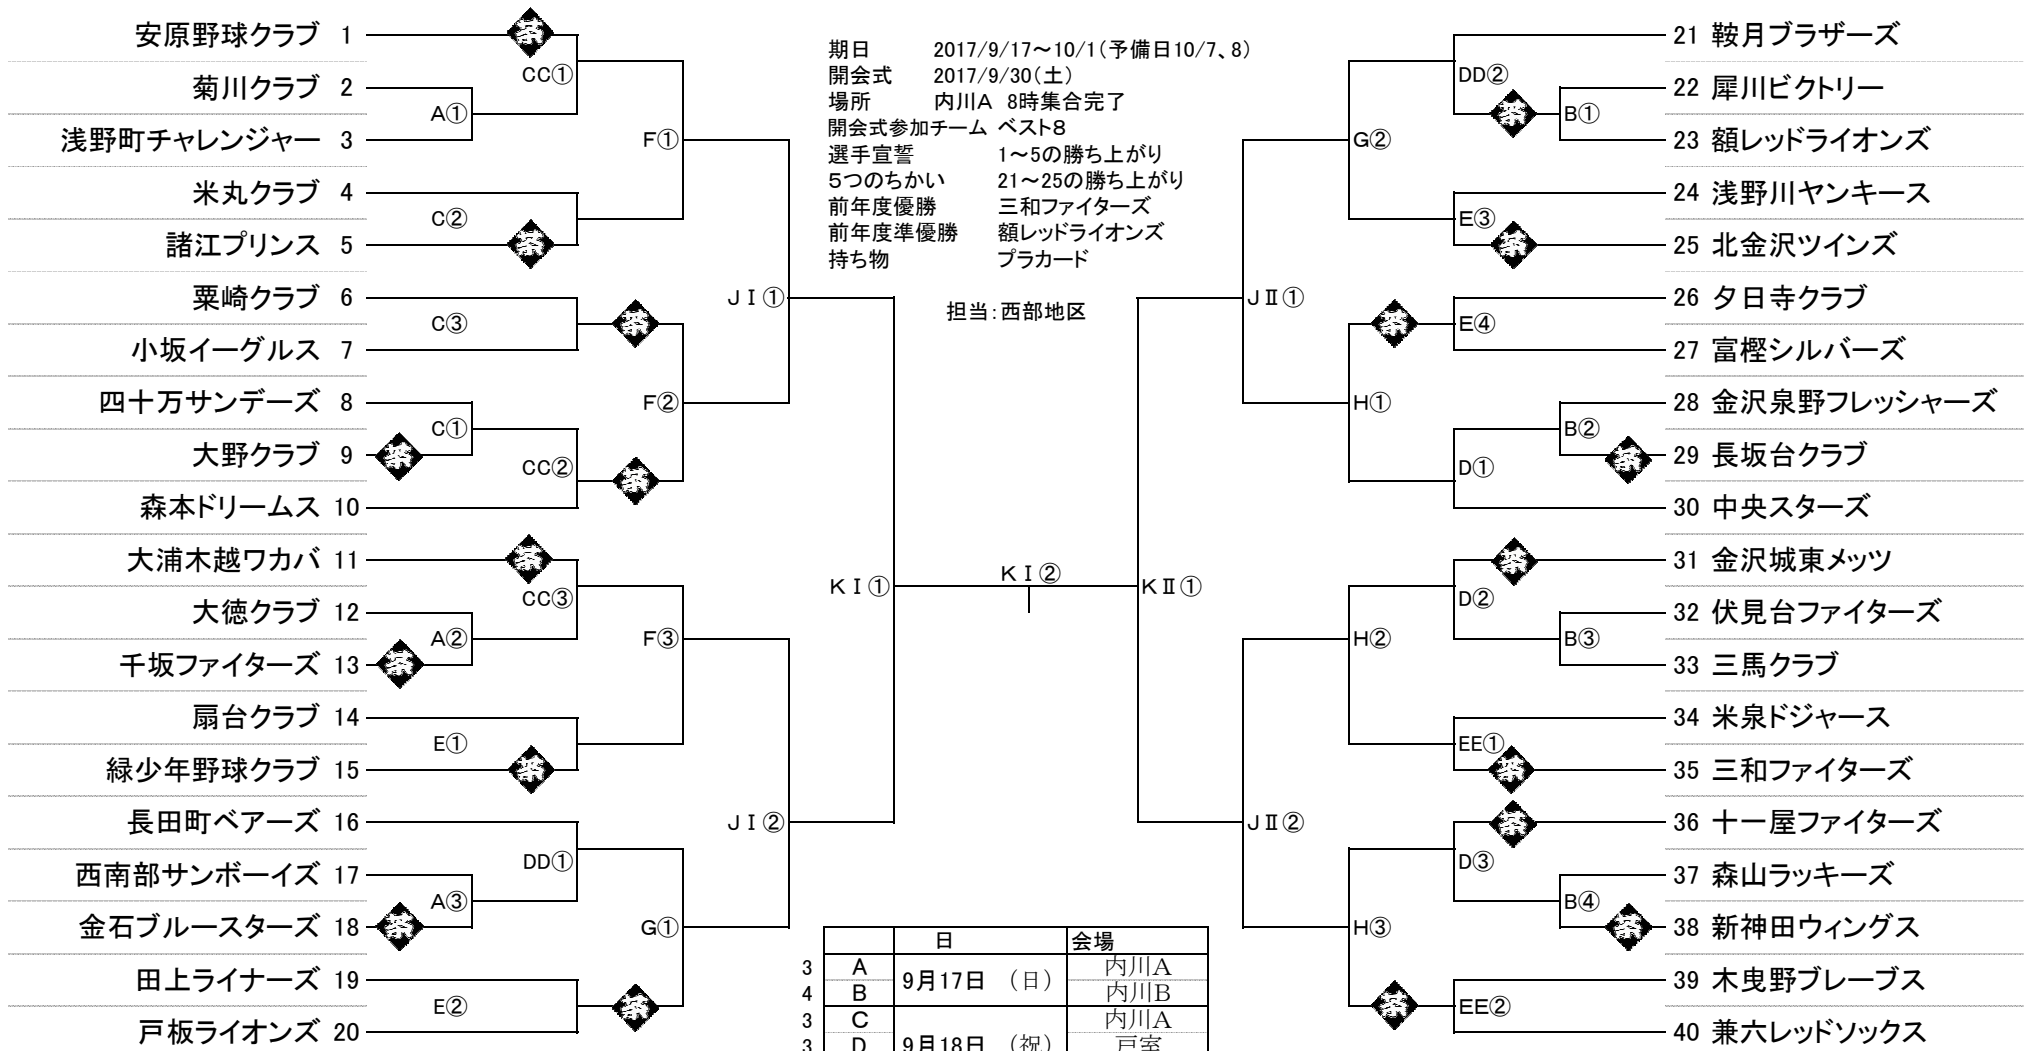 安原野球クラブ 1
菊川クラブ 2
浅野町チャレンジャー 3
米丸クラブ 4
諸江プリンス 5
粟崎クラブ 6
小坂イーグルス 7
四十万サンデーズ 8
大野クラブ 9
森本ドリームス 10
大浦木越ワカバ 11
大徳クラブ 12
千坂ファイターズ 13
扇台クラブ 14
緑少年野球クラブ 15
長田町ベアーズ 16
西南部サンボーイズ 17
金石ブルースターズ 18
田上ライナーズ 19
戸板ライオンズ 20
CC①
A①
C②
C③
C①
CC②
CC③
A②
E①
DD①
A③
E②
F①
F②
F③
G①
JⅠ①
JⅠ②
KⅠ①
期日 2017/9/17～10/1(予備日10/7、8)
開会式 2017/9/30(土)
場所 内川A 8時集合完了
開会式参加チーム ベスト8
選手宣誓 1～5の勝ち上がり
5つのちかい 21～25の勝ち上がり
前年度優勝 三和ファイターズ
前年度準優勝 額レッドライオンズ
持ち物 プラカード
担当:西部地区
KⅠ②
KⅡ①
JⅡ①
JⅡ②
G②
H①
H②
H③
DD②
B①
E③
E④
B②
D①
D②
B③
EE①
D③
B④
EE②
21 鞍月ブラザーズ
22 犀川ビクトリー
23 額レッドライオンズ
24 浅野川ヤンキース
25 北金沢ツインズ
26 夕日寺クラブ
27 富樫シルバーズ
28 金沢泉野フレッシャーズ
29 長坂台クラブ
30 中央スターズ
31 金沢城東メッツ
32 伏見台ファイターズ
33 三馬クラブ
34 米泉ドジャース
35 三和ファイターズ
36 十一屋ファイターズ
37 森山ラッキーズ
38 新神田ウィングス
39 木曳野ブレーブス
40 兼六レッドソックス
日 会場
3 A 9月17日 (日) 内川A
4 B 内川B
3 C 9月18日 (祝) 内川A
3 D 戸室